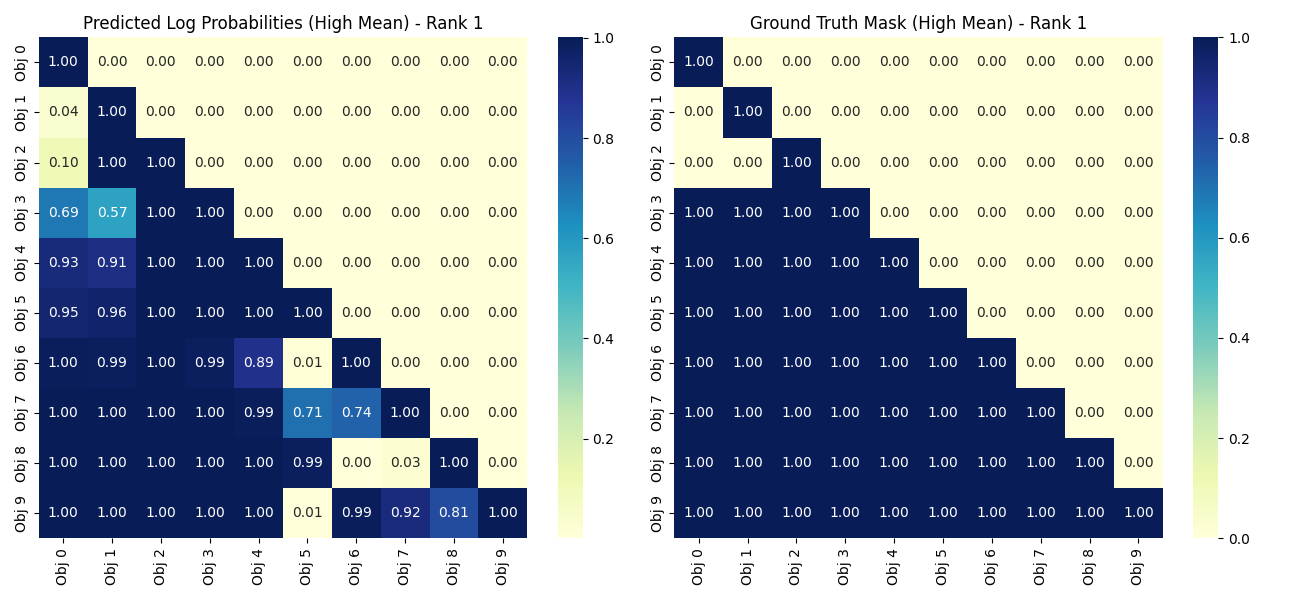 Predicted Log Probabilities (High Mean) - Rank 1
Obj 0 1.00 0.00 0.00 0.00 0.00 0.00 0.00 0.00 0.00 0.00
Obj 1 0.04 1.00 0.00 0.00 0.00 0.00 0.00 0.00 0.00 0.00
Obj 2 0.10 1.00 1.00 0.00 0.00 0.00 0.00 0.00 0.00 0.00
Obj 3 0.69 0.57 1.00 1.00 0.00 0.00 0.00 0.00 0.00 0.00
Obj 4 0.93 0.91 1.00 1.00 1.00 0.00 0.00 0.00 0.00 0.00
Obj 5 0.95 0.96 1.00 1.00 1.00 1.00 0.00 0.00 0.00 0.00
Obj 6 1.00 0.99 1.00 0.99 0.89 0.01 1.00 0.00 0.00 0.00
Obj 7 1.00 1.00 1.00 1.00 0.99 0.71 0.74 1.00 0.00 0.00
Obj 8 1.00 1.00 1.00 1.00 1.00 0.99 0.00 0.03 1.00 0.00
Obj 9 1.00 1.00 1.00 1.00 1.00 0.01 0.99 0.92 0.81 1.00
Obj 0 Obj 1 Obj 2 Obj 3 Obj 4 Obj 5 Obj 6 Obj 7 Obj 8 Obj 9
1.0
0.8
0.6
0.4
0.2
Ground Truth Mask (High Mean) - Rank 1
Obj 0 1.00 0.00 0.00 0.00 0.00 0.00 0.00 0.00 0.00 0.00
Obj 1 0.00 1.00 0.00 0.00 0.00 0.00 0.00 0.00 0.00 0.00
Obj 2 0.00 0.00 1.00 0.00 0.00 0.00 0.00 0.00 0.00 0.00
Obj 3 1.00 1.00 1.00 1.00 0.00 0.00 0.00 0.00 0.00 0.00
Obj 4 1.00 1.00 1.00 1.00 1.00 0.00 0.00 0.00 0.00 0.00
Obj 5 1.00 1.00 1.00 1.00 1.00 1.00 0.00 0.00 0.00 0.00
Obj 6 1.00 1.00 1.00 1.00 1.00 1.00 1.00 0.00 0.00 0.00
Obj 7 1.00 1.00 1.00 1.00 1.00 1.00 1.00 1.00 0.00 0.00
Obj 8 1.00 1.00 1.00 1.00 1.00 1.00 1.00 1.00 1.00 0.00
Obj 9 1.00 1.00 1.00 1.00 1.00 1.00 1.00 1.00 1.00 1.00
Obj 0 Obj 1 Obj 2 Obj 3 Obj 4 Obj 5 Obj 6 Obj 7 Obj 8 Obj 9
1.0
0.8
0.6
0.4
0.2
0.0